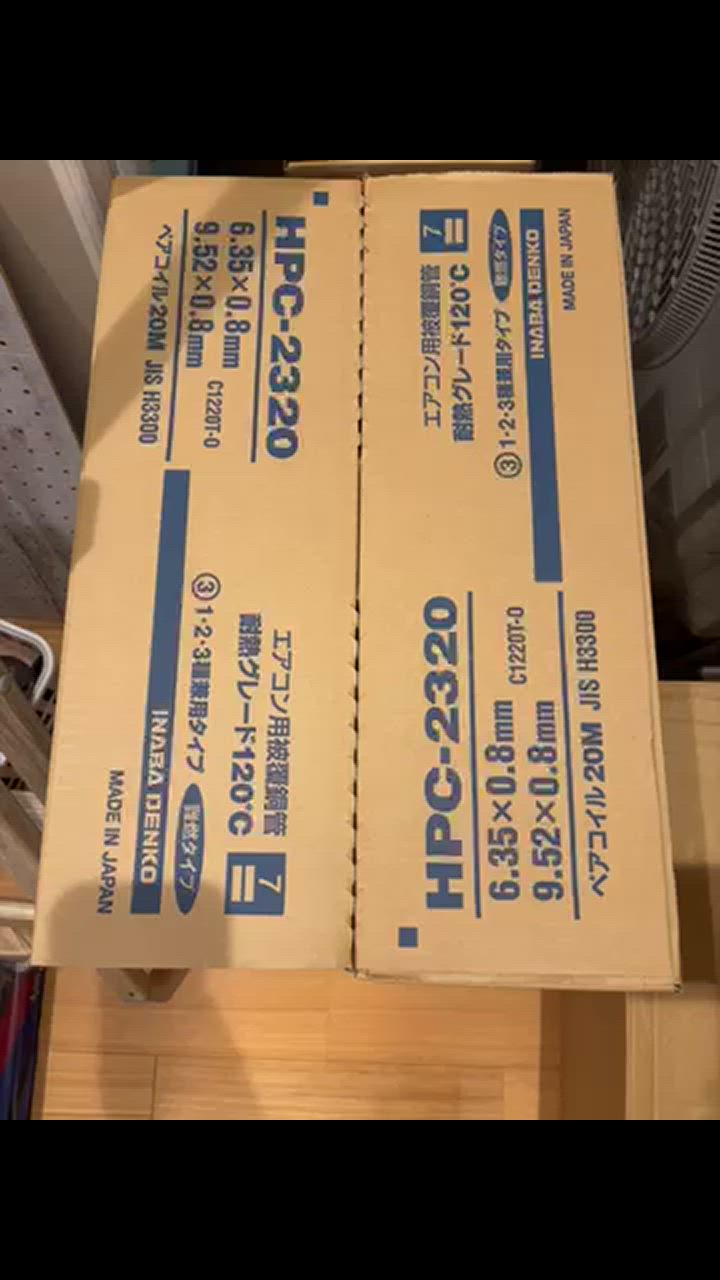 HPC-2320
6.35×0.8mm
9.52×0.8mm
C1220T-O
ペアコイル20M JIS H3300
③1・2・3種兼用タイプ
エアコン用被覆銅管
耐熱グレード120℃
7
INABA DENKO
MADE IN JAPAN
7
エアコン用被覆銅管
耐熱グレード120℃
③1・2・3種兼用タイプ
INABA DENKO
MADE IN JAPAN
HPC-2320
6.35×0.8mm
9.52×0.8mm
C1220T-O
ペアコイル20M JIS H3300